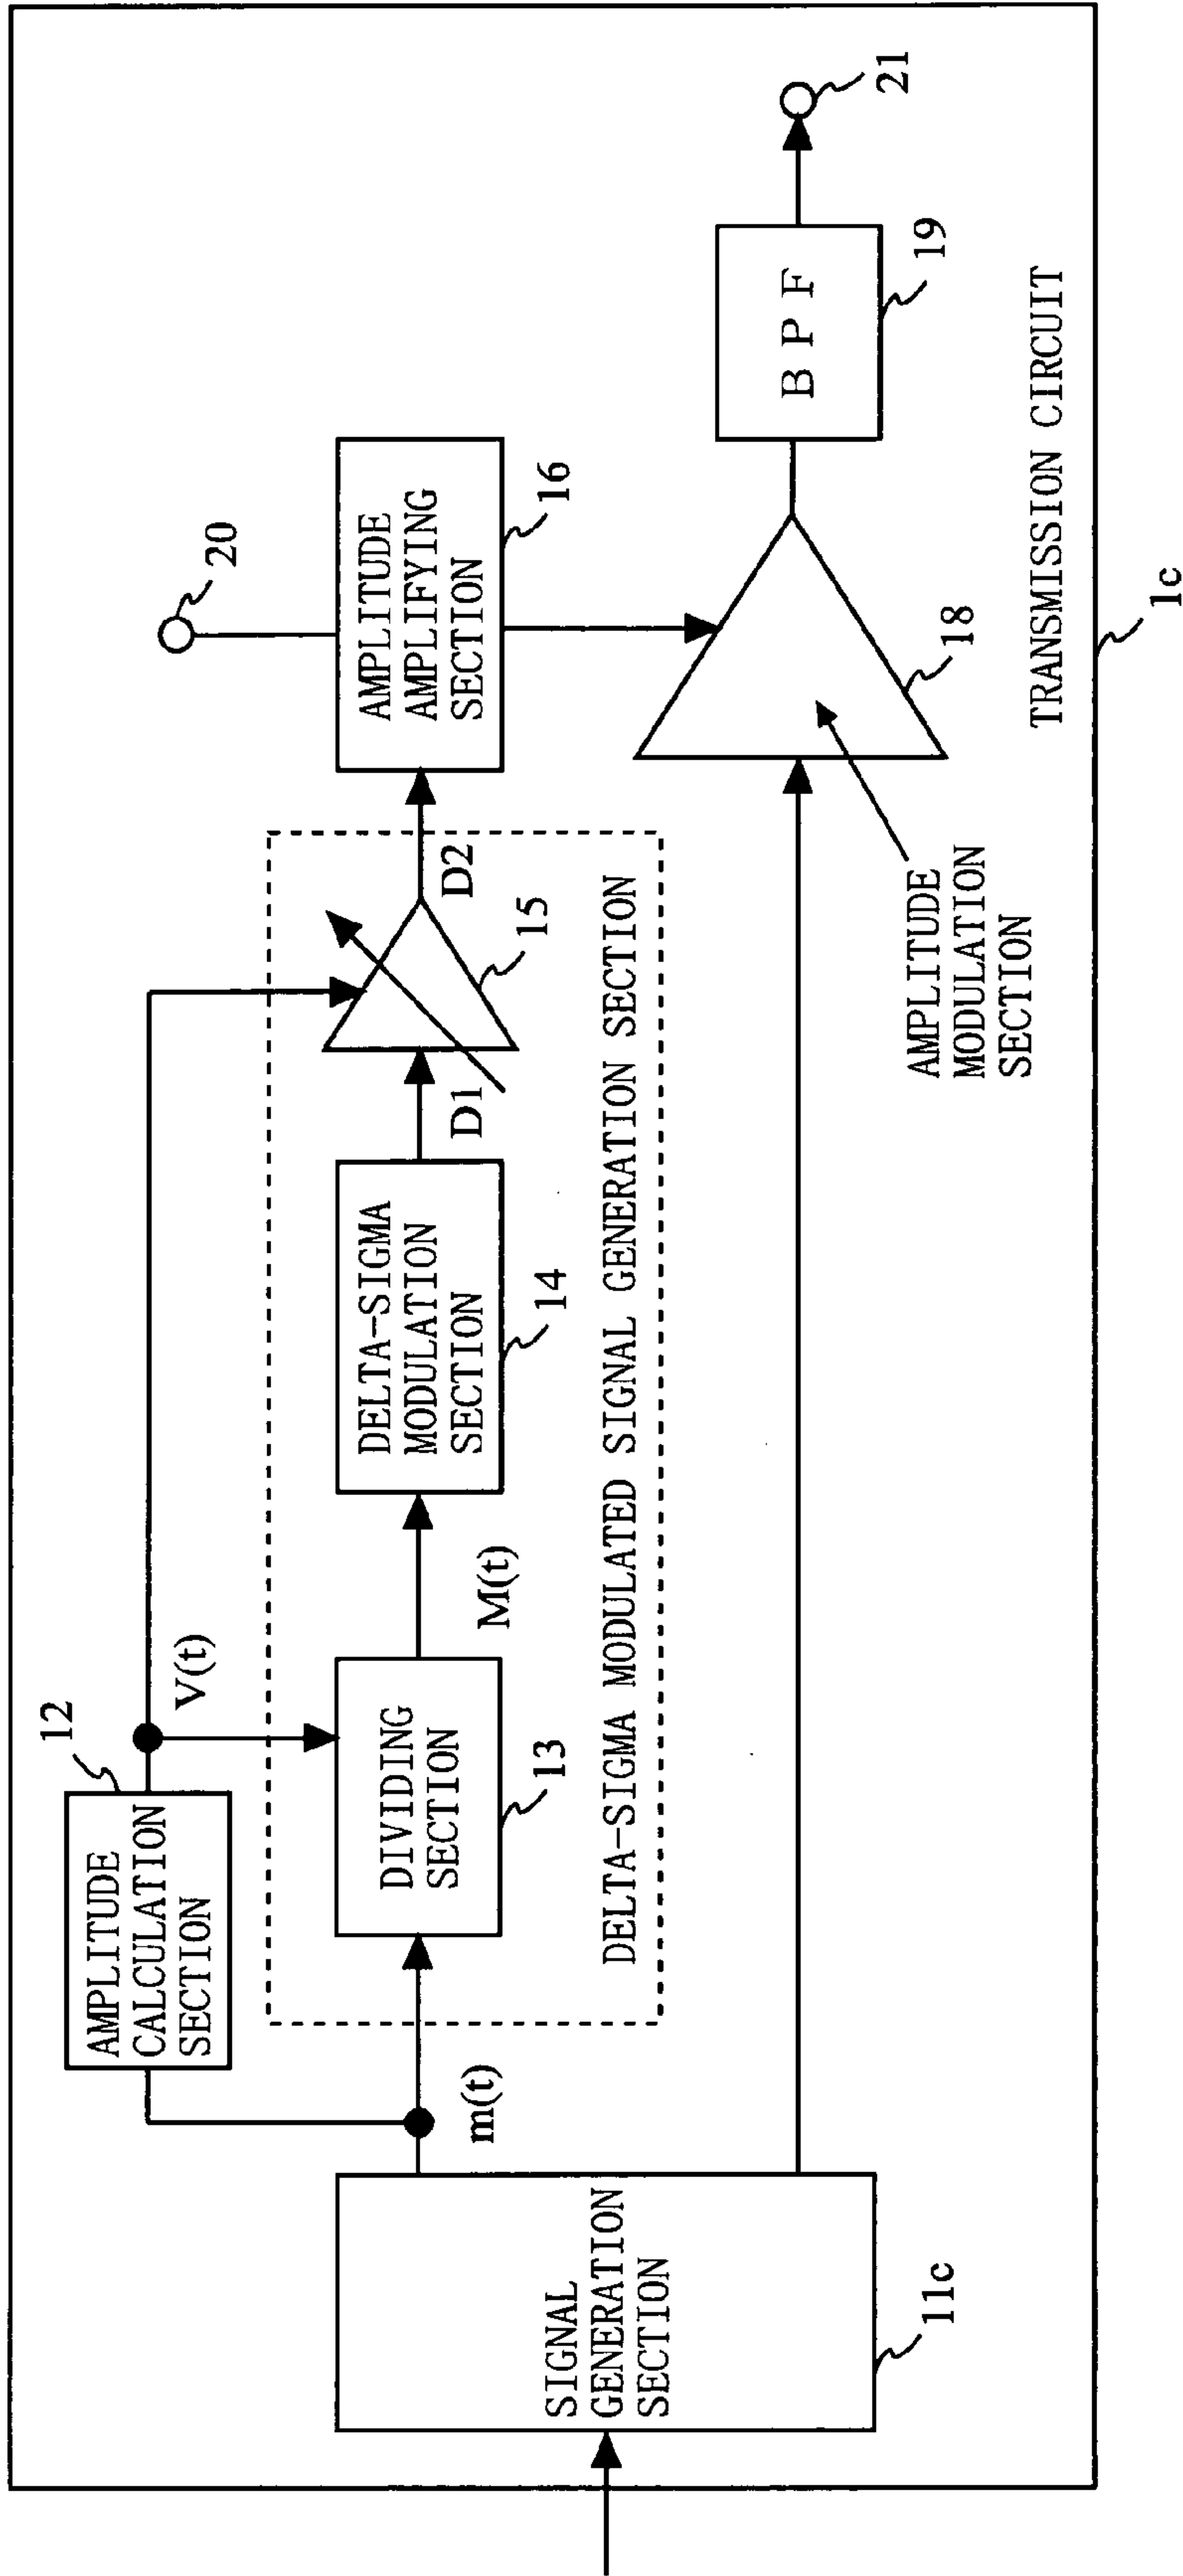 12
V(t)
20
AMPLITUDE
CALCULATION
SECTION
m(t)
DIVIDING
SECTION
13
M(t)
DELTA-SIGMA
MODULATION
SECTION
14
D1
15
D2
AMPLITUDE
AMPLIFYING
SECTION
16
DELTA-SIGMA MODULATED SIGNAL GENERATION SECTION
SIGNAL
GENERATION
SECTION
11c
AMPLITUDE
MODULATION
SECTION
18
BPF
19
21
TRANSMISSION CIRCUIT
1c